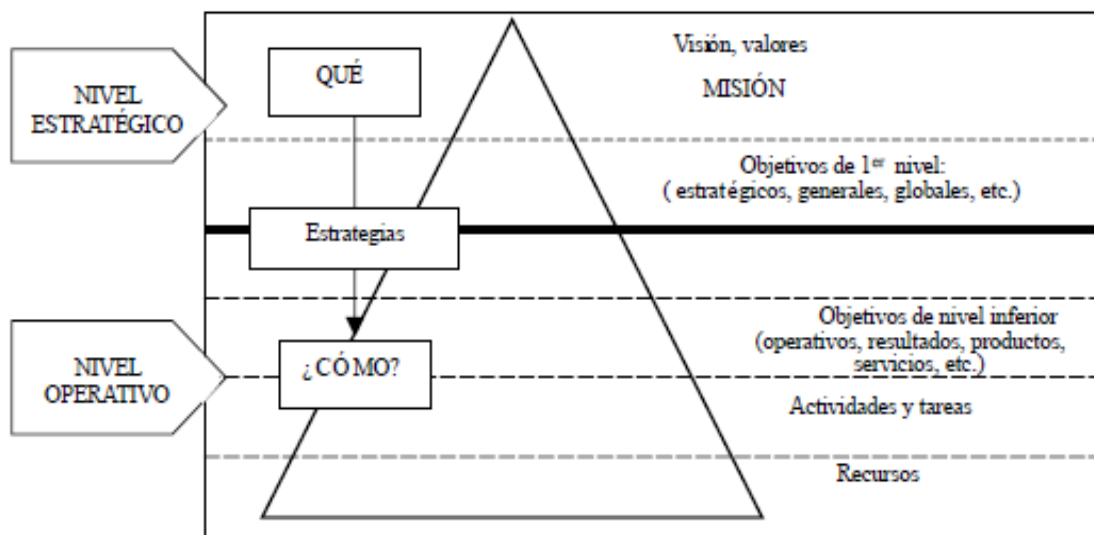 Visión, valores
QUÉ
MISIÓN
NIVEL
ESTRATÉGICO
Objetivos de 1er nivel:
( estratégicos, generales, globales, etc.)
Estrategias
Objetivos de nivel inferior
(operativos, resultados, productos,
servicios, etc.)
¿CÓMO?
NIVEL
OPERATIVO
Actividades y tareas
Recursos